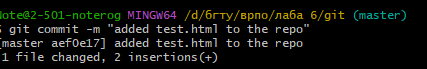 Note@2-501-noterog MINGW64 /d/бгту/врпо/лаба 6/git (master)
$ git commit -m "added test.html to the repo"
[master aef0e17] added test.html to the repo
1 file changed, 2 insertions(+)